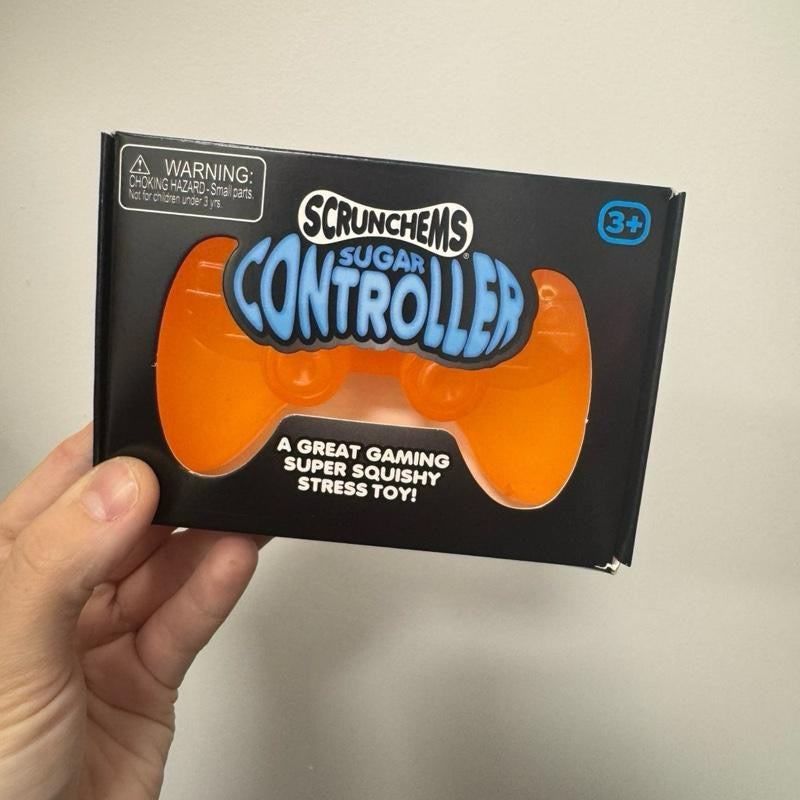 WARNING:
CHOKING HAZARD - Small parts.
Not for children under 3 yrs.
SCRUNCHEMS®
SUGAR
CONTROLLER
3+
A GREAT GAMING
SUPER SQUISHY
STRESS TOY!